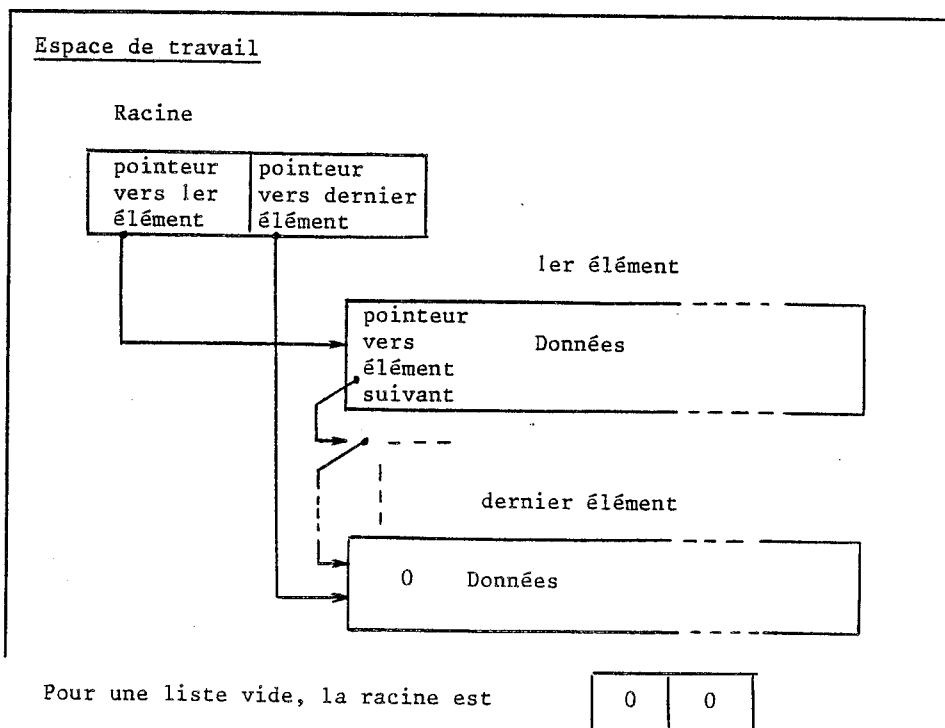 Espace de travail
Racine
pointeur
vers 1er
élément
pointeur
vers dernier
élément
1er élément
pointeur
vers
élément
suivant
Données
dernier élément
0 Données
Pour une liste vide, la racine est
0 0